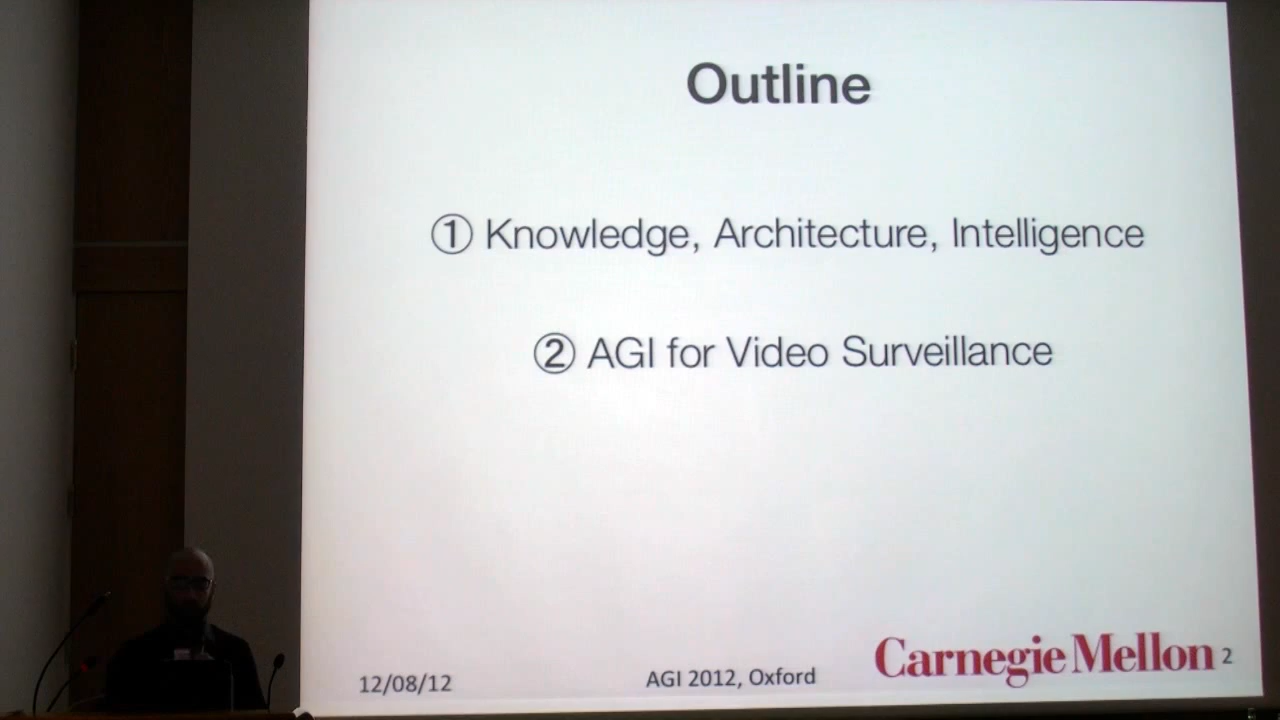 Outline
① Knowledge, Architecture, Intelligence
② AGI for Video Surveillance
12/08/12 AGI 2012, Oxford Carnegie Mellon 2